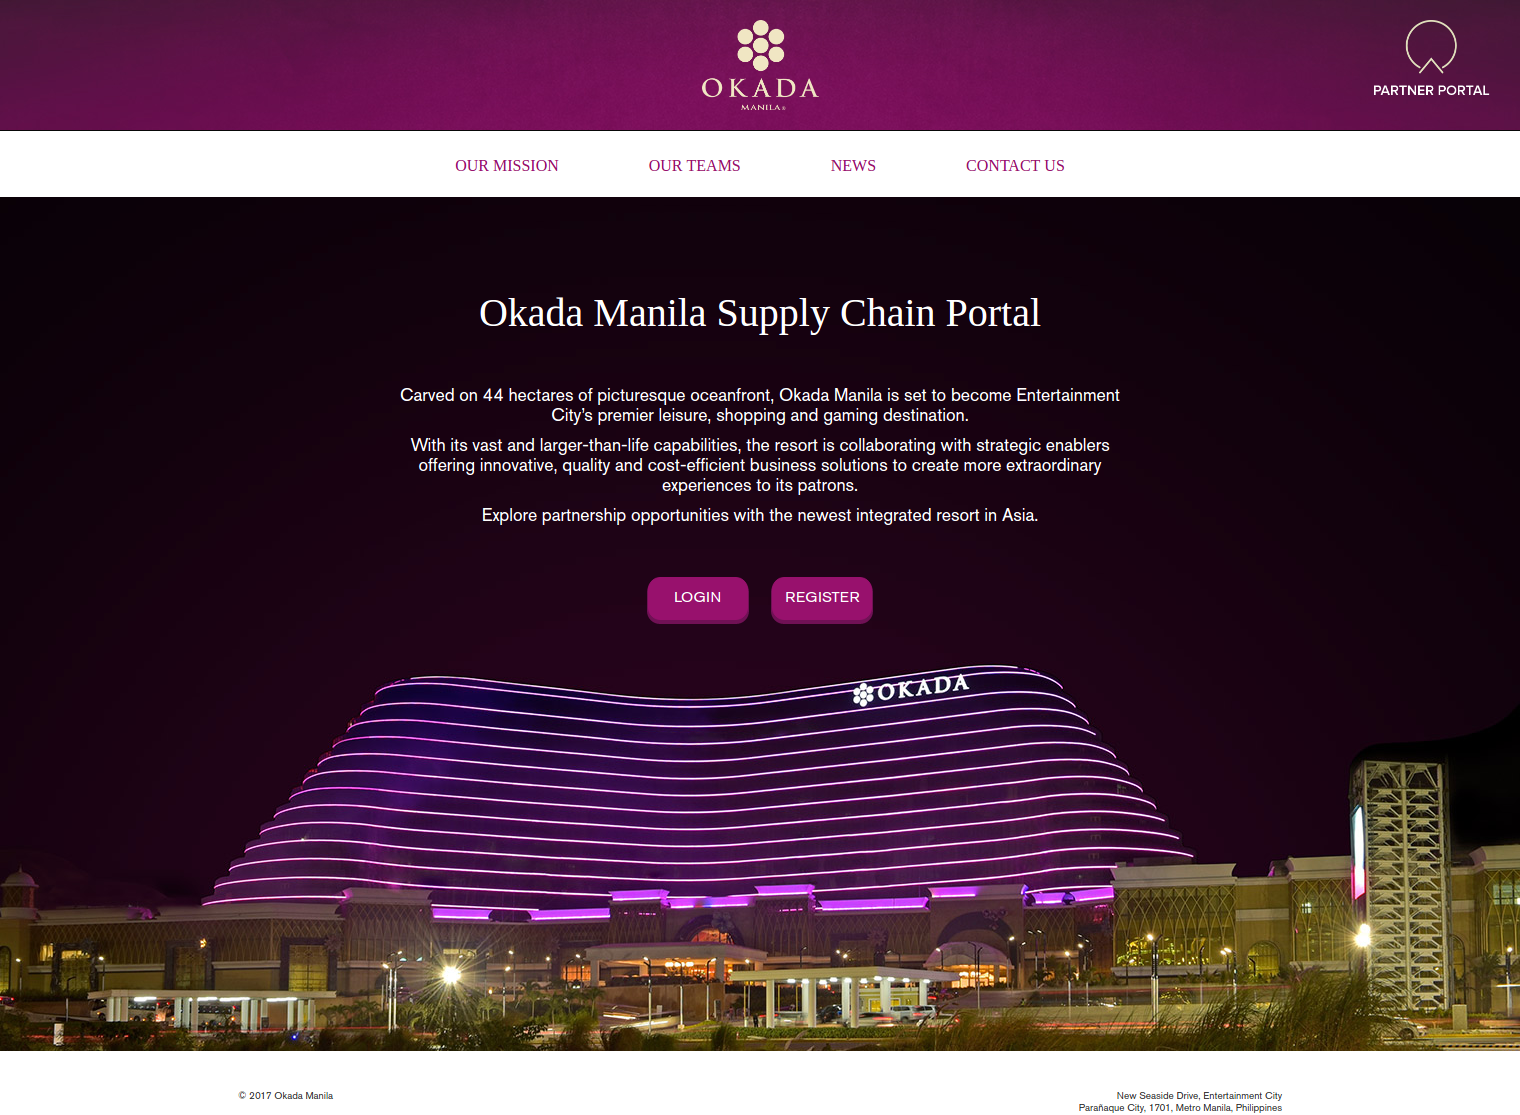 OKADA
MANILA®
PARTNER PORTAL
OUR MISSION
OUR TEAMS
NEWS
CONTACT US
Okada Manila Supply Chain Portal
Carved on 44 hectares of picturesque oceanfront, Okada Manila is set to become Entertainment
City’s premier leisure, shopping and gaming destination.
With its vast and larger-than-life capabilities, the resort is collaborating with strategic enablers
offering innovative, quality and cost-efficient business solutions to create more extraordinary
experiences to its patrons.
Explore partnership opportunities with the newest integrated resort in Asia.
LOGIN
REGISTER
OKADA
© 2017 Okada Manila
New Seaside Drive, Entertainment City
Parañaque City, 1701, Metro Manila, Philippines